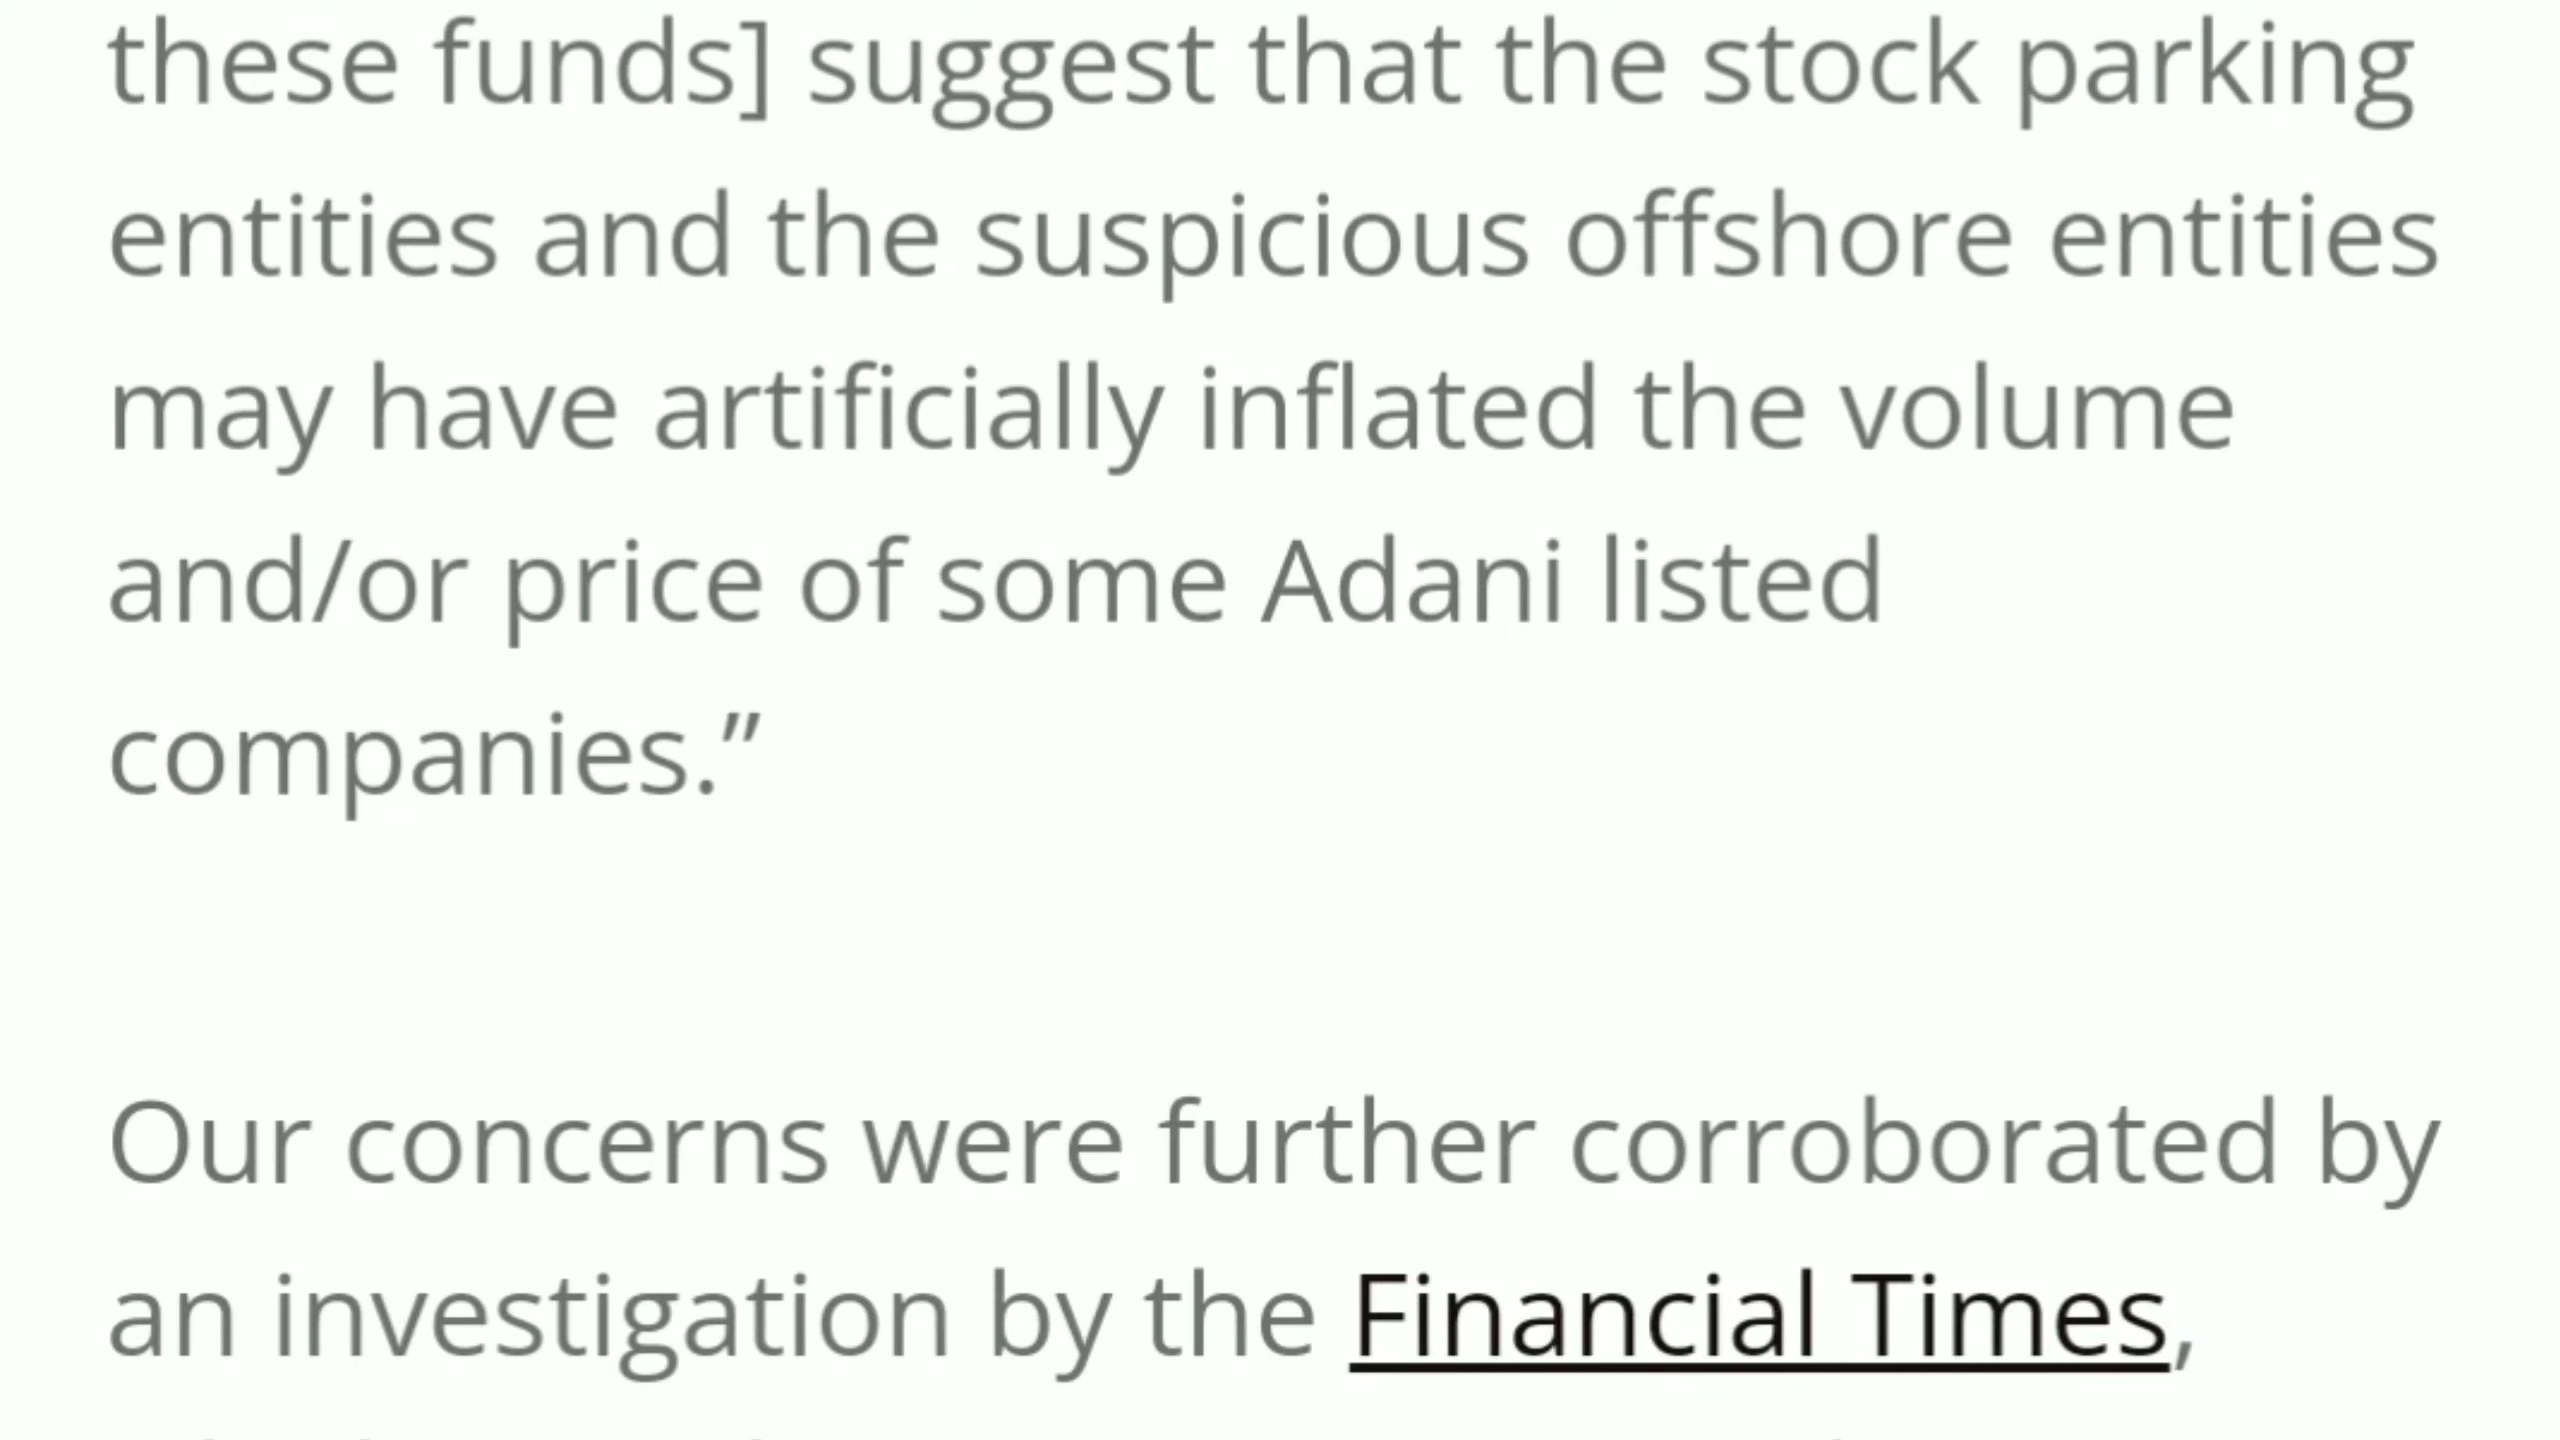 these funds] suggest that the stock parking
entities and the suspicious offshore entities
may have artificially inflated the volume
and/or price of some Adani listed
companies.”
Our concerns were further corroborated by
an investigation by the Financial Times,